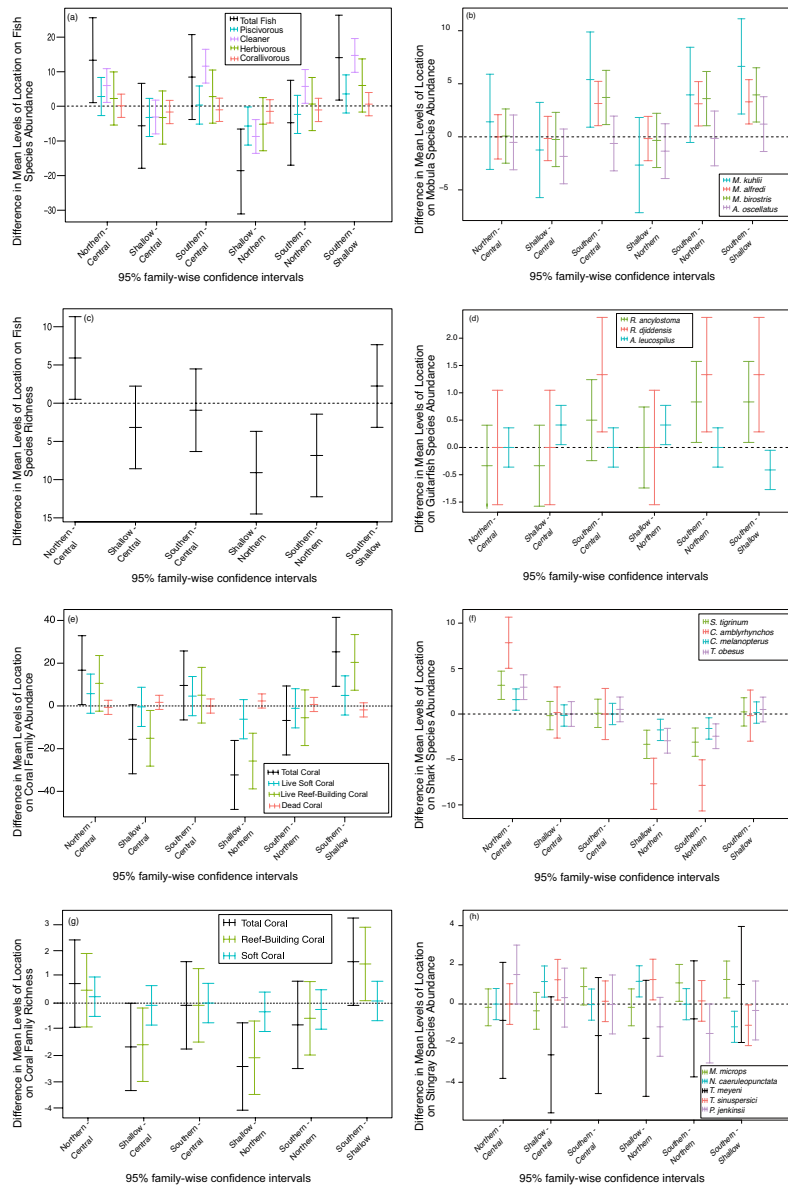 (a)
Total Fish
Piscivorous
Cleaner
Herbivorous
Corallivorous
20
10
0
−10
−20
−30
Difference in Mean Levels of Location on Fish
Species Abundance
Northern - Central
Shallow - Central
Southern - Central
Shallow - Northern
Southern - Northern
Southern - Shallow
95% family-wise confidence intervals
(b)
10
5
0
−5
M. kuhlii
M. alfredi
M. birostris
A. oscellatus
Difference in Mean Levels of Location
on Mobula Species Abundance
Northern - Central
Shallow - Central
Southern - Central
Shallow - Northern
Southern - Northern
Southern - Shallow
95% family-wise confidence intervals
(c)
10
5
0
5
10
15
Difference in Mean Levels of Location on Fish
Species Richness
Northern - Central
Shallow - Central
Southern - Central
Shallow - Northern
Southern - Northern
Southern - Shallow
95% family-wise confidence intervals
(d)
R. ancylostoma
R. djiddensis
A. leucospilus
2.0
1.0
0.0
-0.5
-1.5
Difference in Mean Levels of Location
on Guitarfish Species Abundance
Northern - Central
Shallow - Central
Southern - Central
Shallow - Northern
Southern - Northern
Southern - Shallow
95% family-wise confidence intervals
(e)
40
20
0
−20
−40
Total Coral
Live Soft Coral
Live Reef-Building Coral
Dead Coral
Difference in Mean Levels of Location
on Coral Family Abundance
Northern - Central
Shallow - Central
Southern - Central
Shallow - Northern
Southern - Northern
Southern - Shallow
95% family-wise confidence intervals
(f)
S. tigrinum
C. amblyrhynchos
C. melanopterus
T. obesus
10
5
0
−5
−10
Difference in Mean Levels of Location
on Shark Species Abundance
Northern - Central
Shallow - Central
Southern - Central
Shallow - Northern
Southern - Northern
Southern - Shallow
95% family-wise confidence intervals
(g)
Total Coral
Reef-Building Coral
Soft Coral
3
2
1
0
-1
-2
-3
-4
Difference in Mean Levels of Location
on Coral Family Richness
Northern - Central
Shallow - Central
Southern - Central
Shallow - Northern
Southern - Northern
Southern - Shallow
95% family-wise confidence intervals
(h)
4
2
0
−2
−4
M. microps
N. caeruleopunctata
T. meyeni
T. sinuspersici
P. jenkinsii
Difference in Mean Levels of Location
on Stingray Species Abundance
Northern - Central
Shallow - Central
Southern - Central
Shallow - Northern
Southern - Northern
Southern - Shallow
95% family-wise confidence intervals